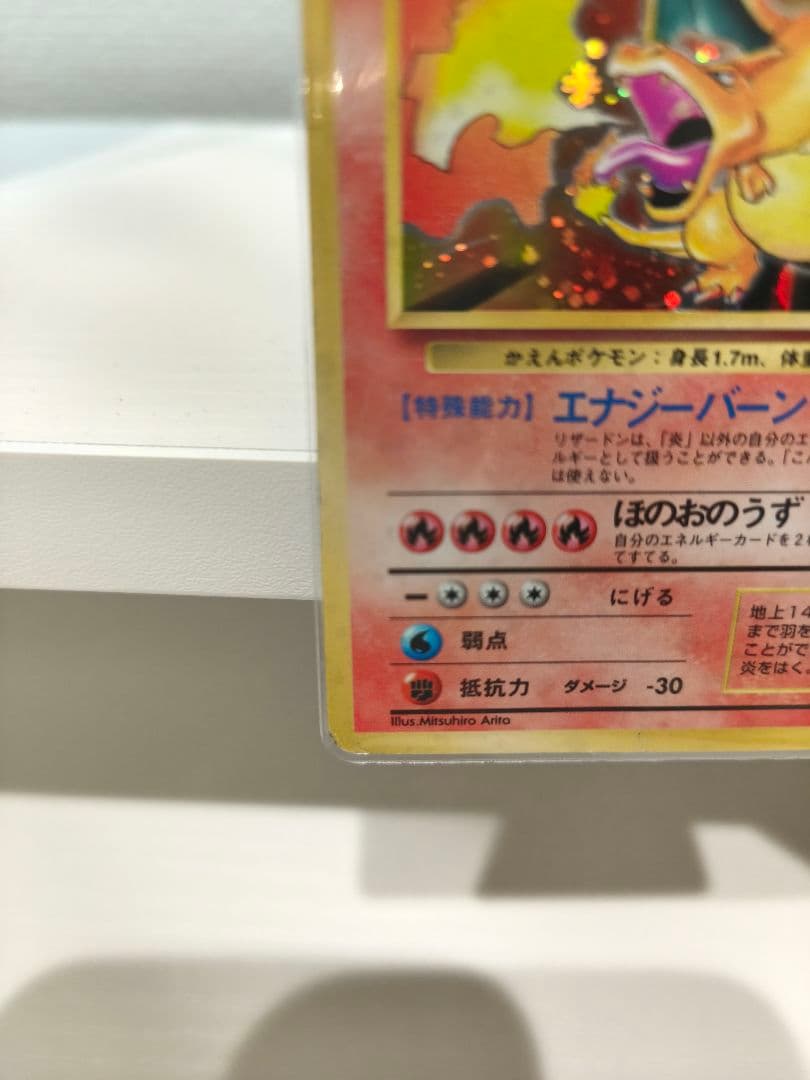 かえんポケモン：身長1.7m、体重
【特殊能力】 エナジーバーン
リザードンは、「炎」以外の自分のエ
ルギーとして扱うことができる。「こ
は使えない。
ほのおのうず
自分のエネルギーカードを2
てすてる。
ー にげる
地上14
まで羽を
弱点
ことがで
炎をはく。
抵抗力 ダメージ -30
Illus.Mitsuhiro Arita